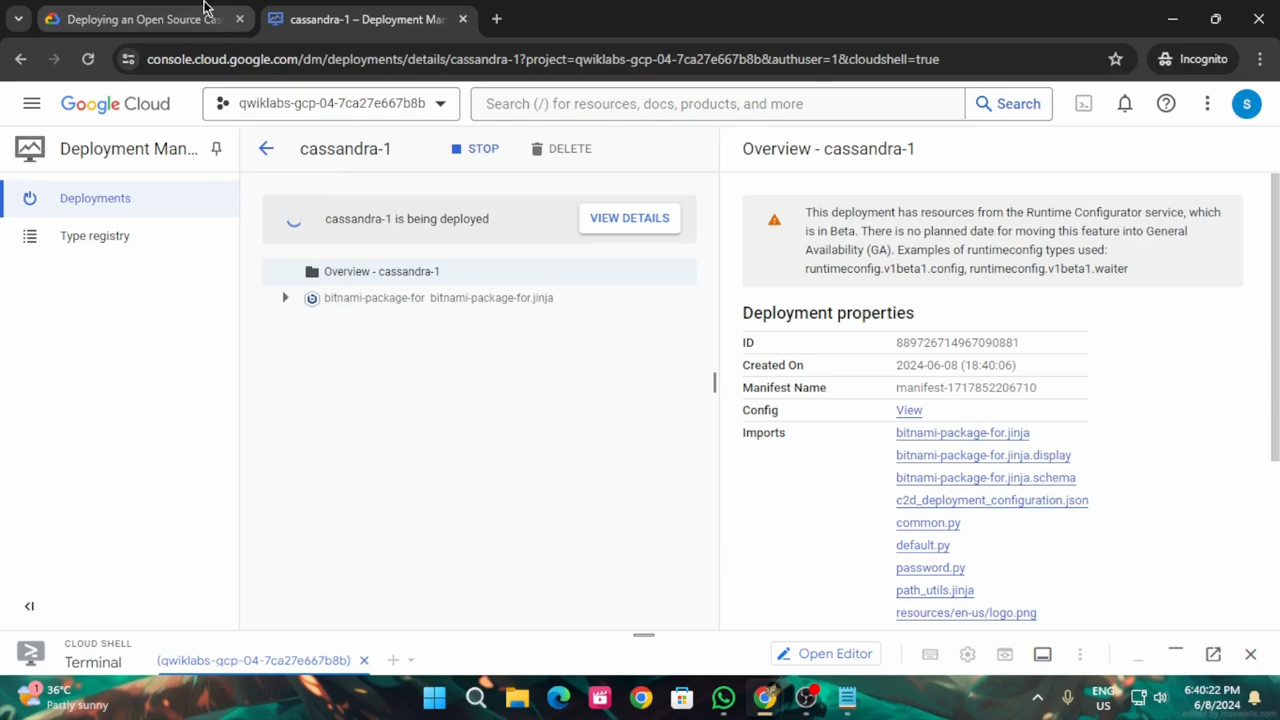 Deploying an Open Source Cas
cassandra-1 – Deployment Mar
console.cloud.google.com/dm/deployments/details/cassandra-1?project=qwiklabs-gcp-04-7ca27e667b8b&authuser=1&cloudshell=true
Incognito
Google Cloud
qwiklabs-gcp-04-7ca27e667b8b
Search (/) for resources, docs, products, and more
Search
S
Deployment Man...
cassandra-1
STOP
DELETE
Overview - cassandra-1
Deployments
Type registry
cassandra-1 is being deployed
VIEW DETAILS
Overview - cassandra-1
bitnami-package-for bitnami-package-for.jinja
This deployment has resources from the Runtime Configurator service, which
is in Beta. There is no planned date for moving this feature into General
Availability (GA). Examples of runtimeconfig types used:
runtimeconfig.v1beta1.config, runtimeconfig.v1beta1.waiter
Deployment properties
ID 889726714967090881
Created On 2024-06-08 (18:40:06)
Manifest Name manifest-1717852206710
Config View
Imports bitnami-package-for.jinja
bitnami-package-for.jinja.display
bitnami-package-for.jinja.schema
c2d_deployment_configuration.json
common.py
default.py
password.py
path_utils.jinja
resources/en-us/logo.png
CLOUD SHELL
Terminal
(qwiklabs-gcp-04-7ca27e667b8b)
Open Editor
1
36°C
Partly sunny
ENG
US
6:40:22 PM
6/8/2024